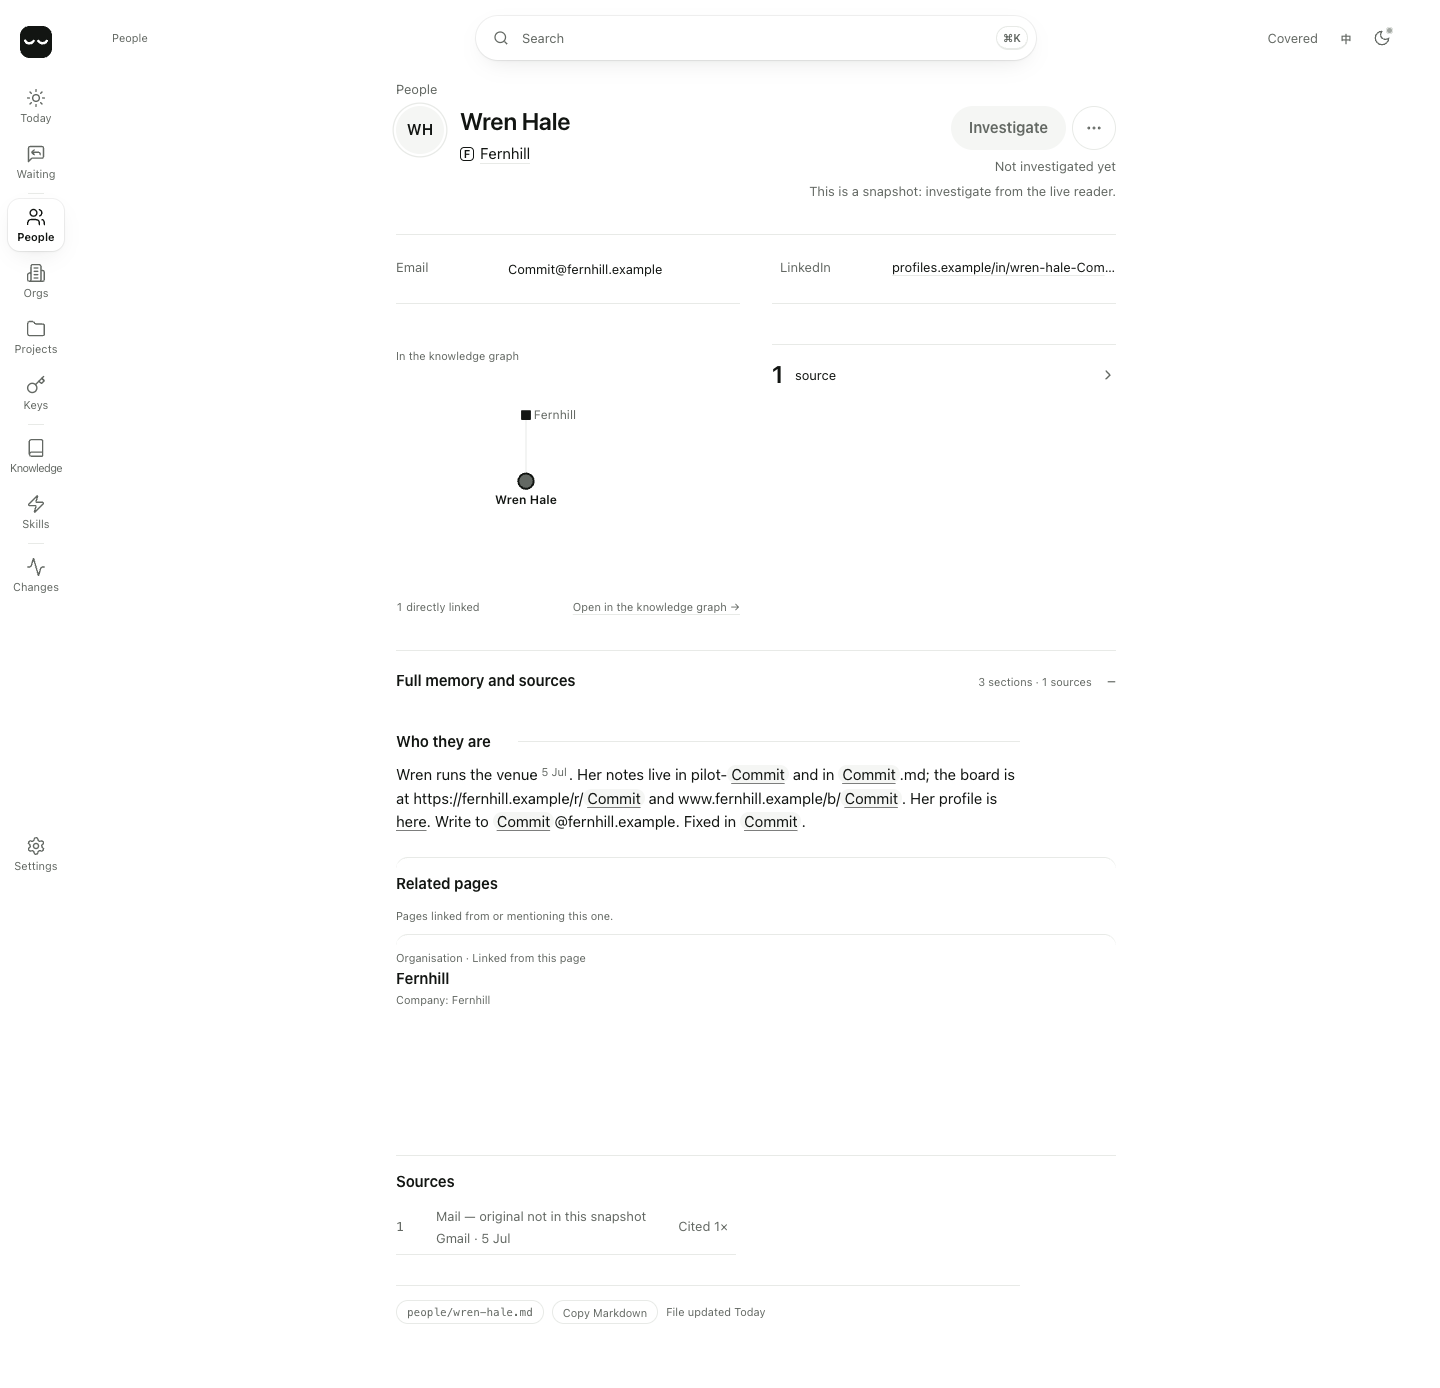 People
Search
⌘K
Covered
中
Today
Waiting
People
Orgs
Projects
Keys
Knowledge
Skills
Changes
Settings
People
WH
Wren Hale
F Fernhill
Investigate
Not investigated yet
This is a snapshot: investigate from the live reader.
Email
Commit@fernhill.example
LinkedIn
profiles.example/in/wren-hale-Com...
In the knowledge graph
1 source
Fernhill
Wren Hale
1 directly linked
Open in the knowledge graph →
Full memory and sources
3 sections · 1 sources
Who they are
Wren runs the venue 5 Jul. Her notes live in pilot- Commit and in Commit.md; the board is
at https://fernhill.example/r/ Commit and www.fernhill.example/b/ Commit. Her profile is
here. Write to Commit@fernhill.example. Fixed in Commit.
Related pages
Pages linked from or mentioning this one.
Organisation · Linked from this page
Fernhill
Company: Fernhill
Sources
1
Mail — original not in this snapshot
Gmail · 5 Jul
Cited 1×
people/wren-hale.md
Copy Markdown
File updated Today